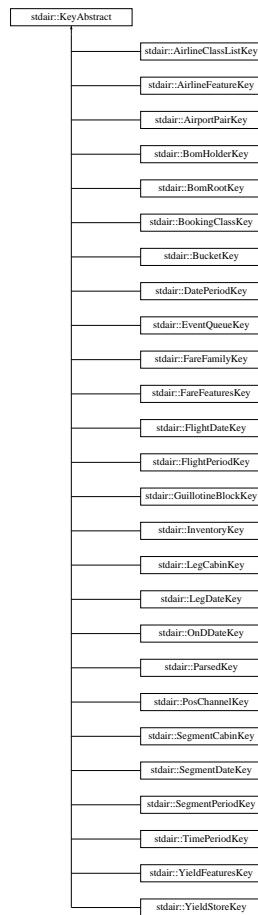 stdair::KeyAbstract
stdair::AirlineClassListKey
stdair::AirlineFeatureKey
stdair::AirportPairKey
stdair::BomHolderKey
stdair::BomRootKey
stdair::BookingClassKey
stdair::BucketKey
stdair::DatePeriodKey
stdair::EventQueueKey
stdair::FareFamilyKey
stdair::FareFeaturesKey
stdair::FlightDateKey
stdair::FlightPeriodKey
stdair::GuillotineBlockKey
stdair::InventoryKey
stdair::LegCabinKey
stdair::LegDateKey
stdair::OnDDateKey
stdair::ParsedKey
stdair::PosChannelKey
stdair::SegmentCabinKey
stdair::SegmentDateKey
stdair::SegmentPeriodKey
stdair::TimePeriodKey
stdair::YieldFeaturesKey
stdair::YieldStoreKey